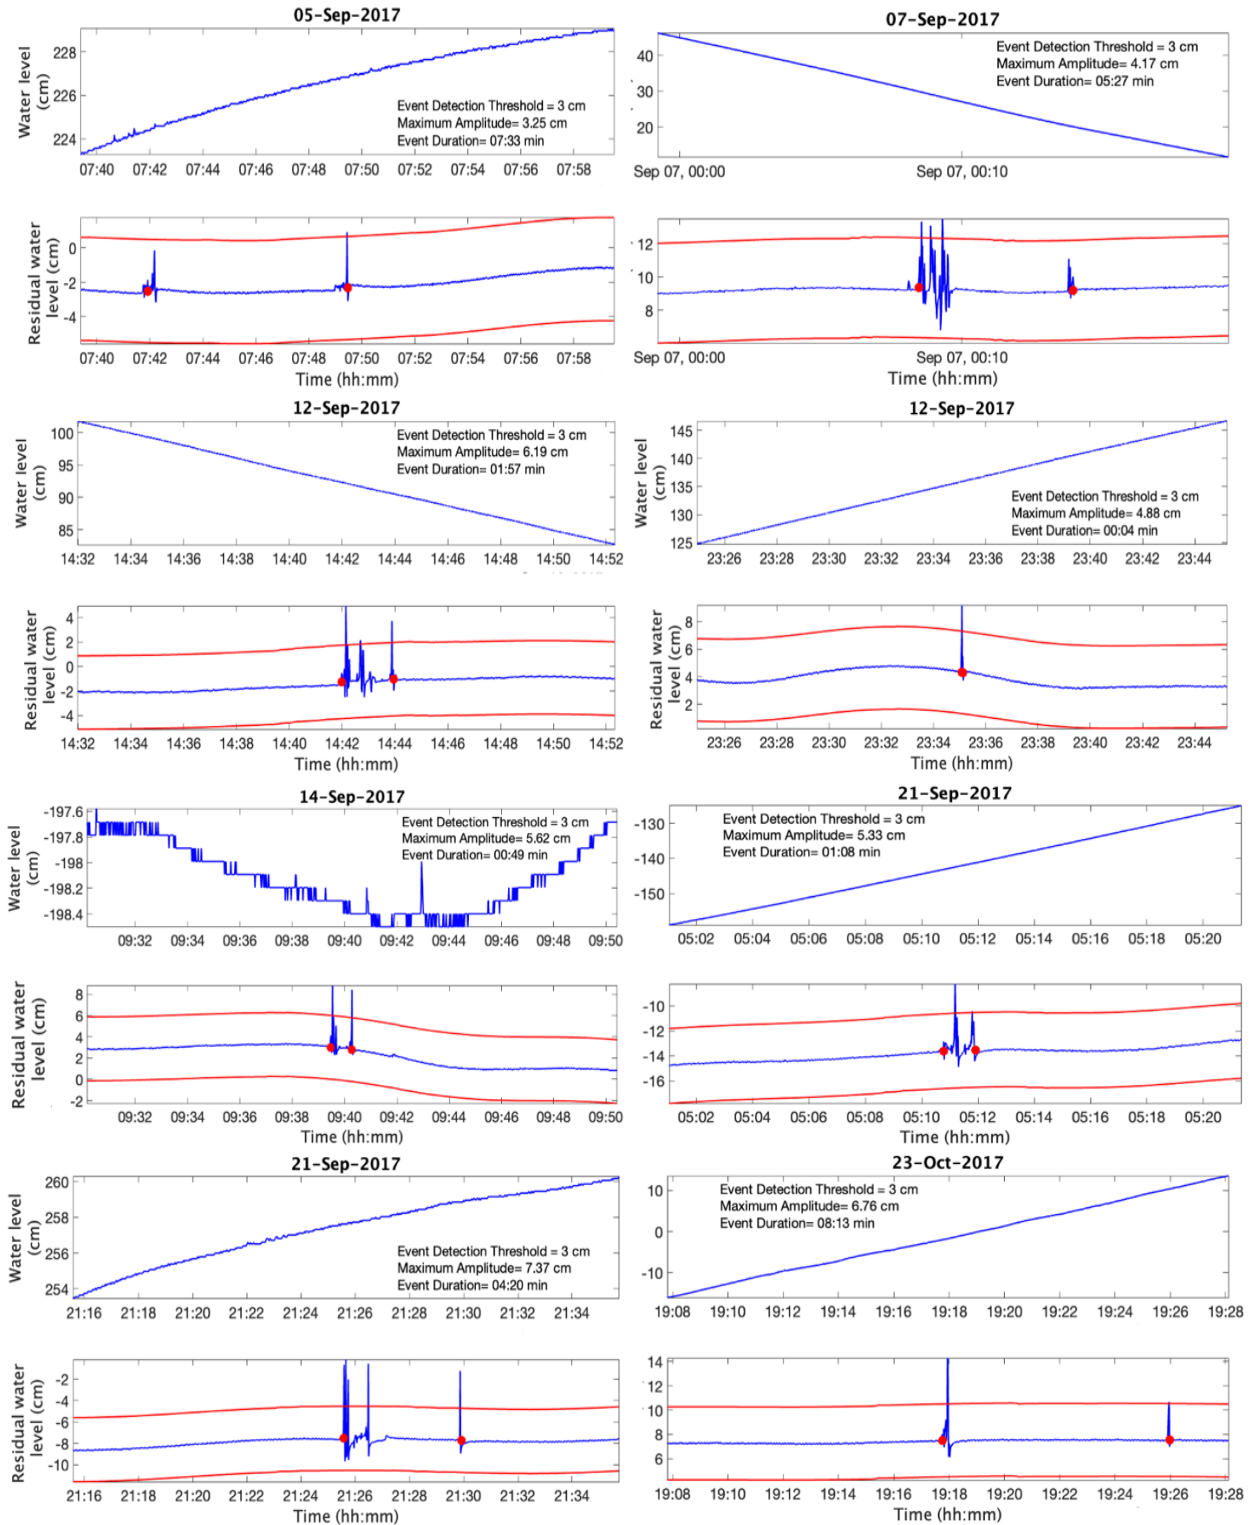 05-Sep-2017
Water level
(cm)
228
226
224
Event Detection Threshold = 3 cm
Maximum Amplitude= 3.25 cm
Event Duration= 07:33 min
07:40 07:42 07:44 07:46 07:48 07:50 07:52 07:54 07:56 07:58
Residual water
level (cm)
0
-2
-4
07:40 07:42 07:44 07:46 07:48 07:50 07:52 07:54 07:56 07:58
Time (hh:mm)
07-Sep-2017
40
30
20
Event Detection Threshold = 3 cm
Maximum Amplitude= 4.17 cm
Event Duration= 05:27 min
Sep 07, 00:00 Sep 07, 00:10
12
10
8
Sep 07, 00:00 Sep 07, 00:10
Time (hh:mm)
12-Sep-2017
Water level
(cm)
100
95
90
85
Event Detection Threshold = 3 cm
Maximum Amplitude= 6.19 cm
Event Duration= 01:57 min
14:32 14:34 14:36 14:38 14:40 14:42 14:44 14:46 14:48 14:50 14:52
Residual water
level (cm)
4
2
0
-2
-4
14:32 14:34 14:36 14:38 14:40 14:42 14:44 14:46 14:48 14:50 14:52
Time (hh:mm)
12-Sep-2017
Water level
(cm)
145
140
135
130
125
Event Detection Threshold = 3 cm
Maximum Amplitude= 4.88 cm
Event Duration= 00:04 min
23:26 23:28 23:30 23:32 23:34 23:36 23:38 23:40 23:42 23:44
Residual water
level (cm)
8
6
4
2
23:26 23:28 23:30 23:32 23:34 23:36 23:38 23:40 23:42 23:44
Time (hh:mm)
14-Sep-2017
Water level
(cm)
-197.6
-197.8
-198
-198.2
-198.4
Event Detection Threshold = 3 cm
Maximum Amplitude= 5.62 cm
Event Duration= 00:49 min
09:32 09:34 09:36 09:38 09:40 09:42 09:44 09:46 09:48 09:50
Residual water
level (cm)
8
6
4
2
0
-2
09:32 09:34 09:36 09:38 09:40 09:42 09:44 09:46 09:48 09:50
Time (hh:mm)
21-Sep-2017
-130
-140
-150
Event Detection Threshold = 3 cm
Maximum Amplitude= 5.33 cm
Event Duration= 01:08 min
05:02 05:04 05:06 05:08 05:10 05:12 05:14 05:16 05:18 05:20
-10
-12
-14
-16
05:02 05:04 05:06 05:08 05:10 05:12 05:14 05:16 05:18 05:20
Time (hh:mm)
21-Sep-2017
Water level
(cm)
260
258
256
254
Event Detection Threshold = 3 cm
Maximum Amplitude= 7.37 cm
Event Duration= 04:20 min
21:16 21:18 21:20 21:22 21:24 21:26 21:28 21:30 21:32 21:34
Residual water
level (cm)
-2
-4
-6
-8
-10
21:16 21:18 21:20 21:22 21:24 21:26 21:28 21:30 21:32 21:34
Time (hh:mm)
23-Oct-2017
10
0
-10
Event Detection Threshold = 3 cm
Maximum Amplitude= 6.76 cm
Event Duration= 08:13 min
19:08 19:10 19:12 19:14 19:16 19:18 19:20 19:22 19:24 19:26 19:28
14
12
10
8
6
19:08 19:10 19:12 19:14 19:16 19:18 19:20 19:22 19:24 19:26 19:28
Time (hh:mm)